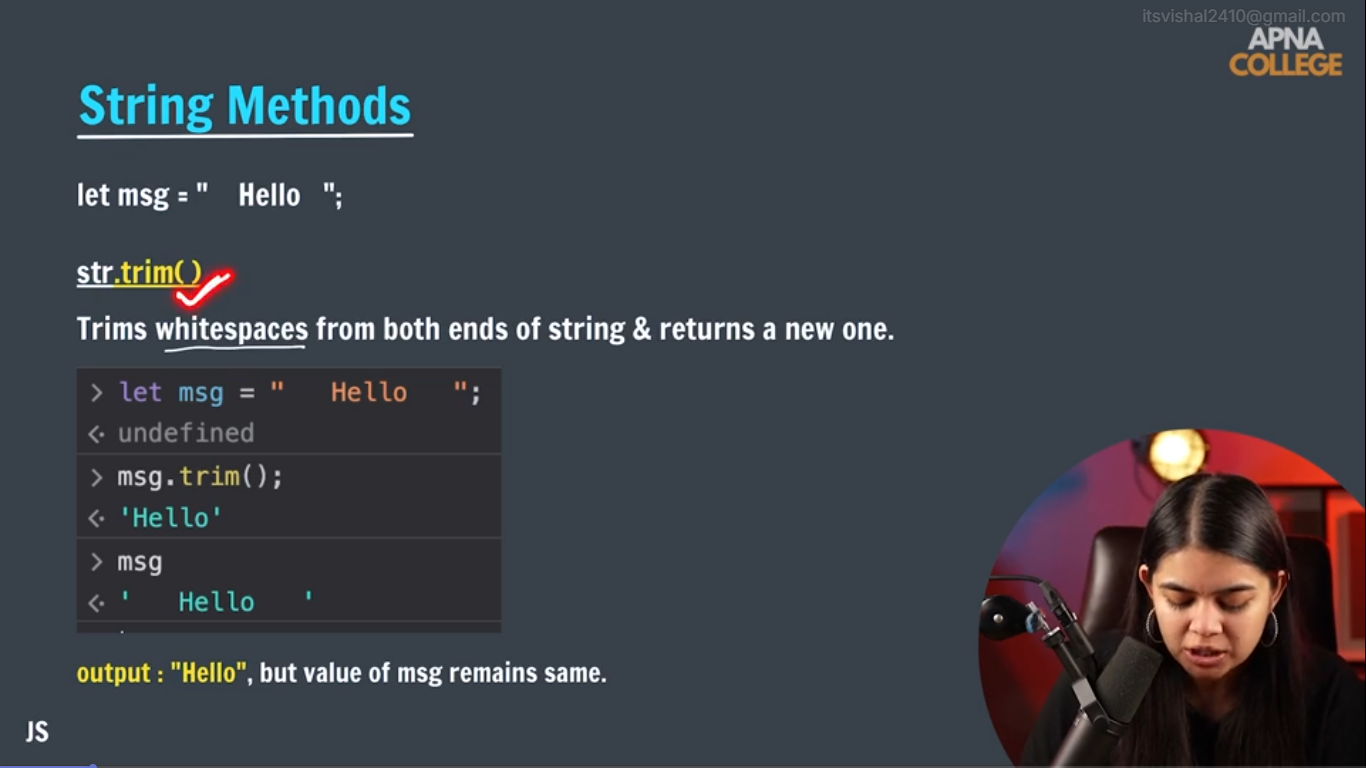 itsvishal2410@gmail.com
APNA
COLLEGE
String Methods
let msg = "    Hello   ";
str.trim( )
Trims whitespaces from both ends of string & returns a new one.
> let msg = "   Hello   ";
<· undefined
> msg.trim();
<· 'Hello'
> msg
<· '   Hello   '
output : "Hello", but value of msg remains same.
JS